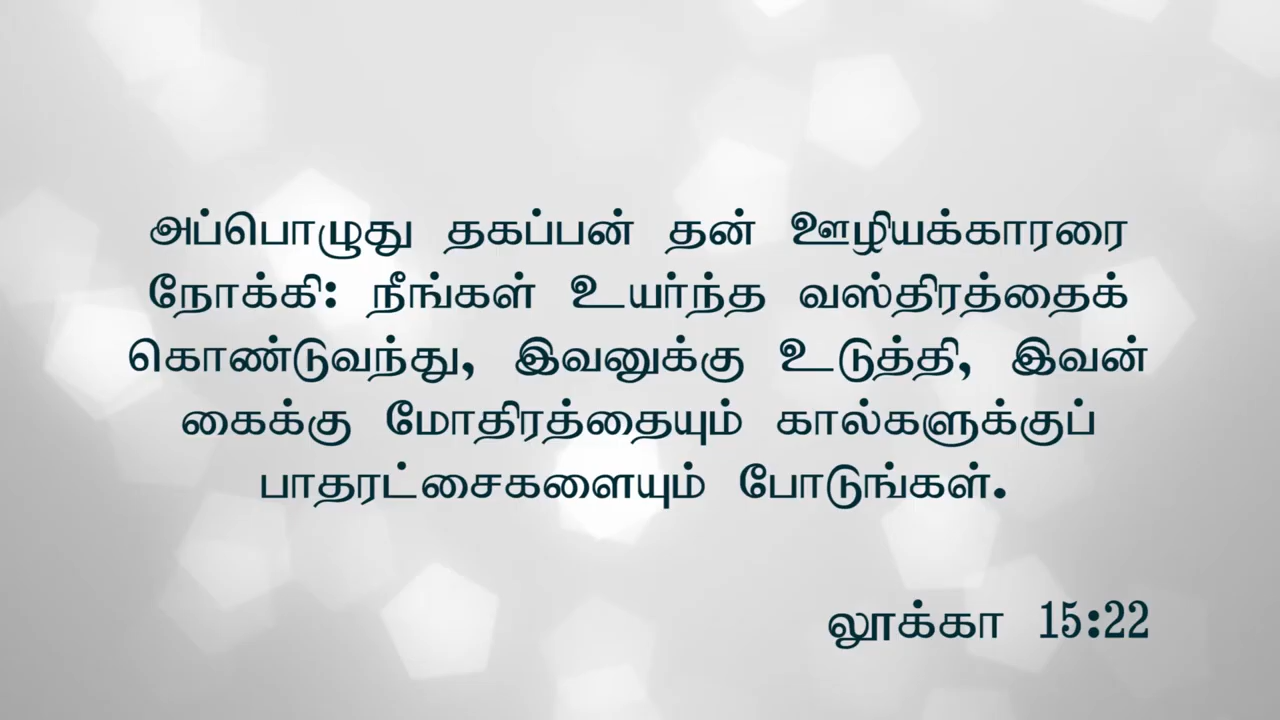 அப்பொழுது தகப்பன் தன் ஊழியக்காரரை
நோக்கி: நீங்கள் உயர்ந்த வஸ்திரத்தைக்
கொண்டுவந்து, இவனுக்கு உடுத்தி, இவன்
கைக்கு மோதிரத்தையும் கால்களுக்குப்
பாதரட்சைகளையும் போடுங்கள்.
லூக்கா 15:22